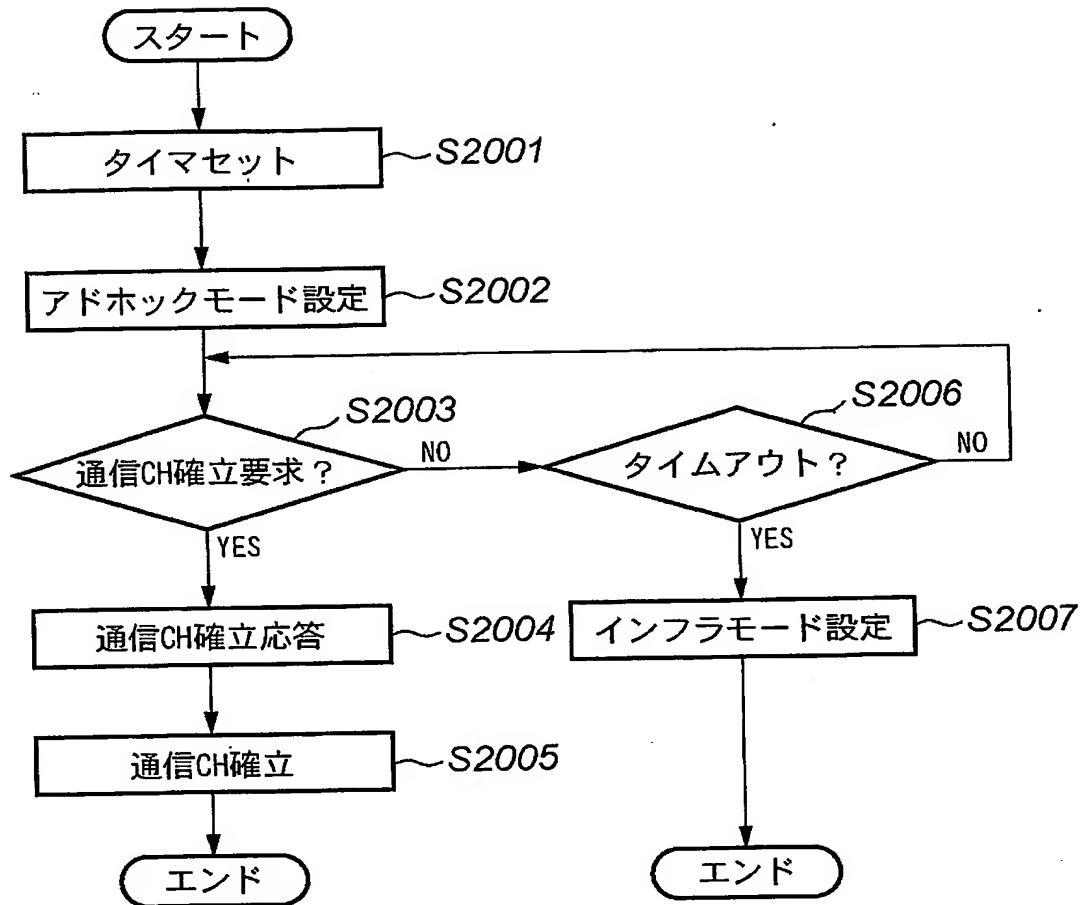 スタート
タイマセット
S2001
アドホックモード設定
S2002
通信CH確立要求？
S2003
NO
タイムアウト？
S2006
NO
YES
YES
通信CH確立応答
S2004
インフラモード設定
S2007
通信CH確立
S2005
エンド
エンド